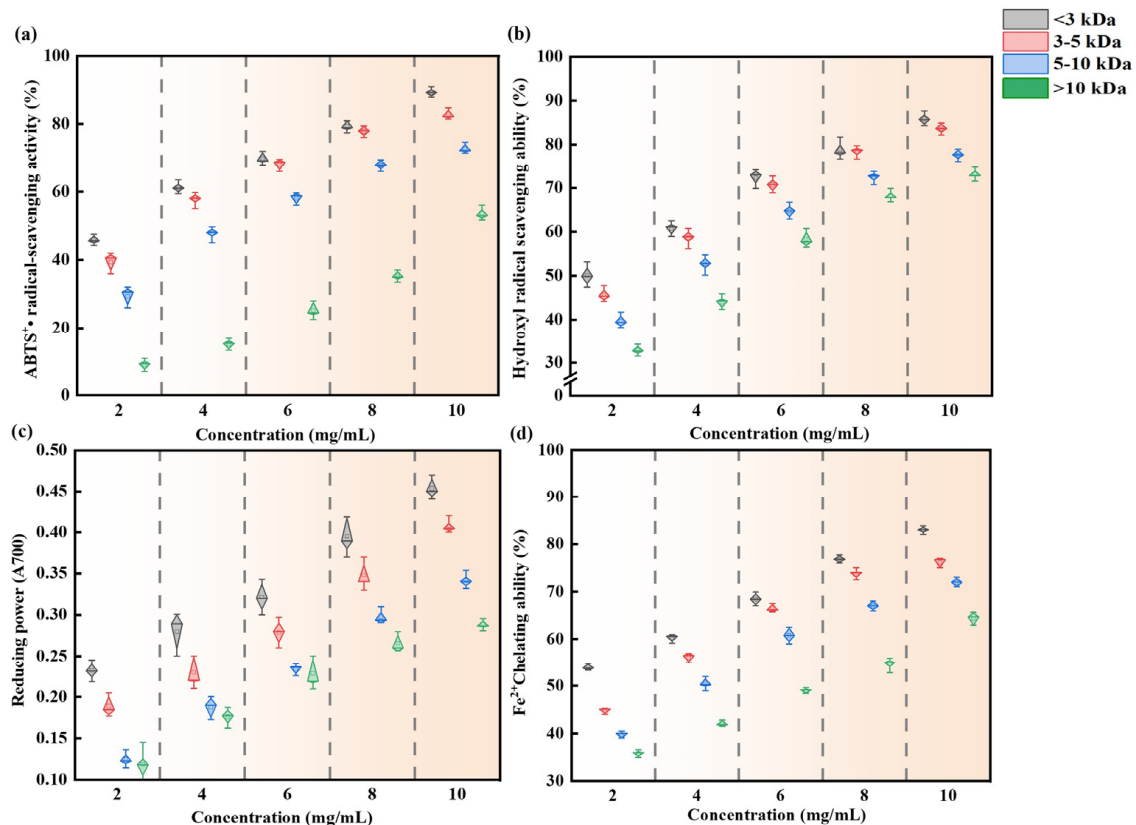 <3 kDa
3-5 kDa
5-10 kDa
>10 kDa
(a)
ABTS⁺• radical-scavenging activity (%)
100
80
60
40
20
0
2 4 6 8 10
Concentration (mg/mL)
(b)
Hydroxyl radical scavenging ability (%)
100
90
80
70
60
50
40
30
0
2 4 6 8 10
Concentration (mg/mL)
(c)
Reducing power (A700)
0.50
0.45
0.40
0.35
0.30
0.25
0.20
0.15
0.10
2 4 6 8 10
Concentration (mg/mL)
(d)
Fe²⁺Chelating ability (%)
100
90
80
70
60
50
40
30
2 4 6 8 10
Concentration (mg/mL)